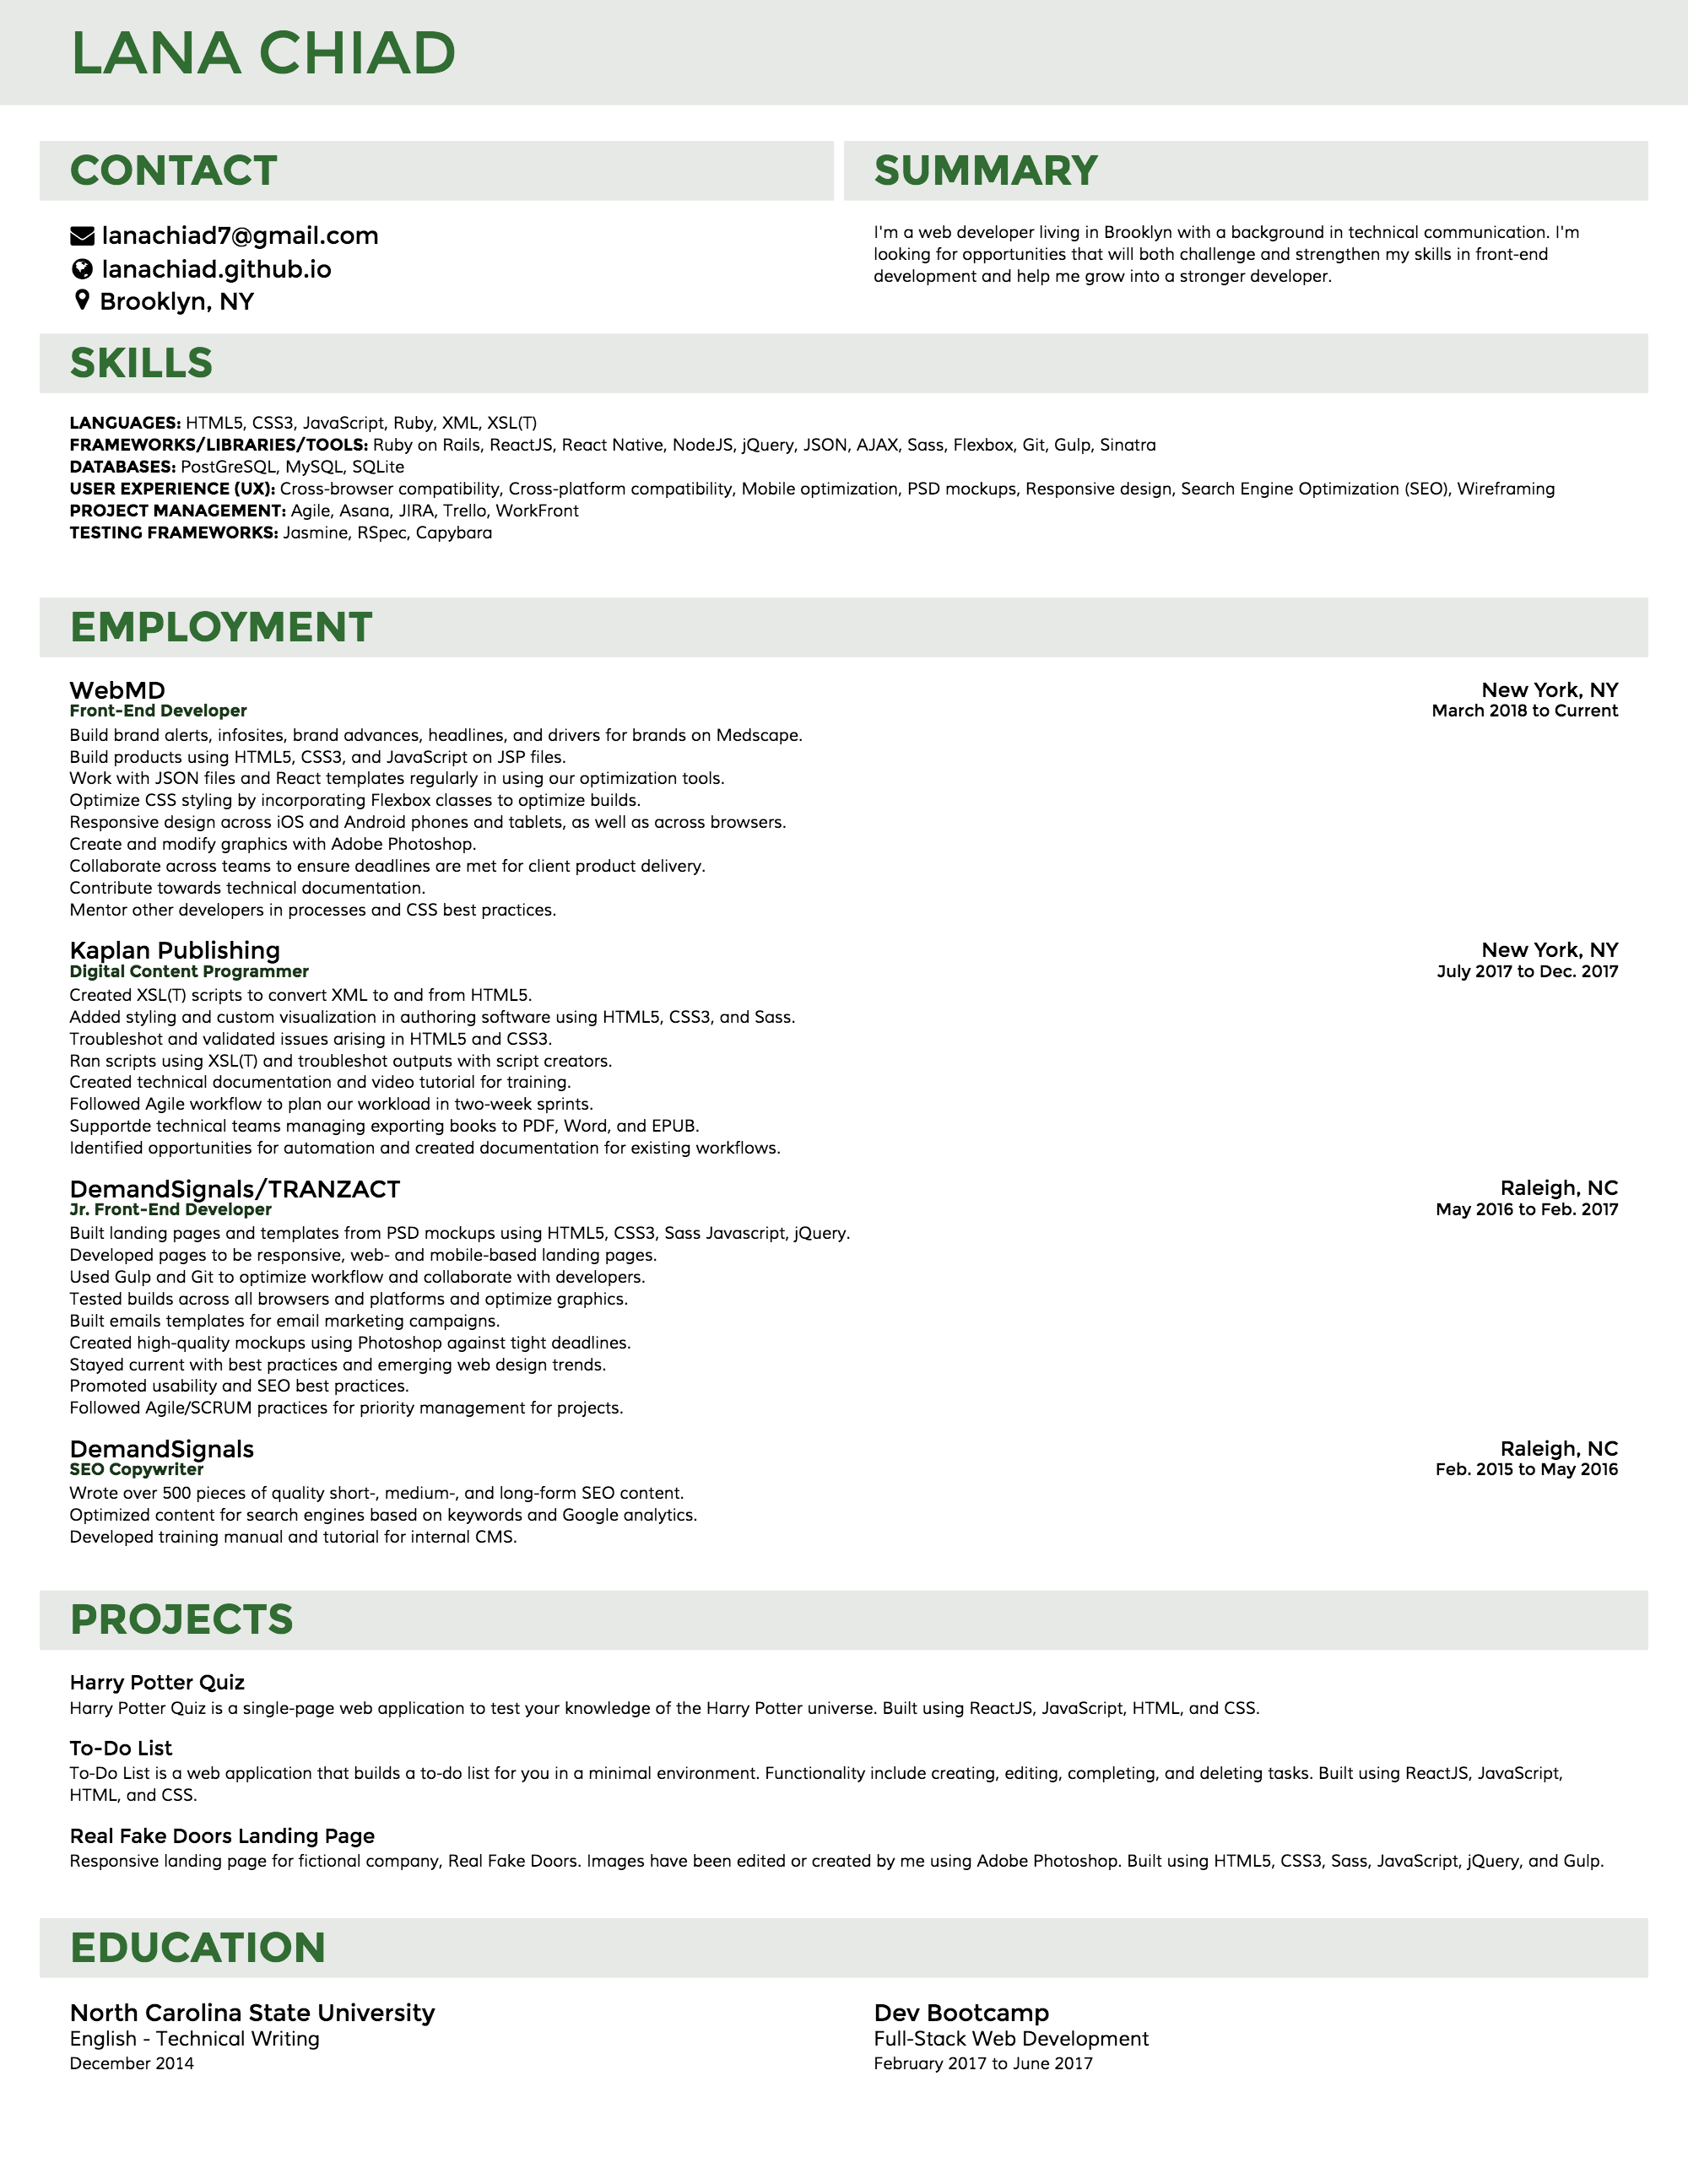 LANA CHIAD
CONTACT
lanachiad7@gmail.com
lanachiad.github.io
Brooklyn, NY
SUMMARY
I'm a web developer living in Brooklyn with a background in technical communication. I'm
looking for opportunities that will both challenge and strengthen my skills in front-end
development and help me grow into a stronger developer.
SKILLS
LANGUAGES: HTML5, CSS3, JavaScript, Ruby, XML, XSL(T)
FRAMEWORKS/LIBRARIES/TOOLS: Ruby on Rails, ReactJS, React Native, NodeJS, jQuery, JSON, AJAX, Sass, Flexbox, Git, Gulp, Sinatra
DATABASES: PostGreSQL, MySQL, SQLite
USER EXPERIENCE (UX): Cross-browser compatibility, Cross-platform compatibility, Mobile optimization, PSD mockups, Responsive design, Search Engine Optimization (SEO), Wireframing
PROJECT MANAGEMENT: Agile, Asana, JIRA, Trello, WorkFront
TESTING FRAMEWORKS: Jasmine, RSpec, Capybara
EMPLOYMENT
WebMD
New York, NY
Front-End Developer
March 2018 to Current
Build brand alerts, infosites, brand advances, headlines, and drivers for brands on Medscape.
Build products using HTML5, CSS3, and JavaScript on JSP files.
Work with JSON files and React templates regularly in using our optimization tools.
Optimize CSS styling by incorporating Flexbox classes to optimize builds.
Responsive design across iOS and Android phones and tablets, as well as across browsers.
Create and modify graphics with Adobe Photoshop.
Collaborate across teams to ensure deadlines are met for client product delivery.
Contribute towards technical documentation.
Mentor other developers in processes and CSS best practices.
Kaplan Publishing
New York, NY
Digital Content Programmer
July 2017 to Dec. 2017
Created XSL(T) scripts to convert XML to and from HTML5.
Added styling and custom visualization in authoring software using HTML5, CSS3, and Sass.
Troubleshot and validated issues arising in HTML5 and CSS3.
Ran scripts using XSL(T) and troubleshot outputs with script creators.
Created technical documentation and video tutorial for training.
Followed Agile workflow to plan our workload in two-week sprints.
Supportde technical teams managing exporting books to PDF, Word, and EPUB.
Identified opportunities for automation and created documentation for existing workflows.
DemandSignals/TRANZACT
Raleigh, NC
Jr. Front-End Developer
May 2016 to Feb. 2017
Built landing pages and templates from PSD mockups using HTML5, CSS3, Sass Javascript, jQuery.
Developed pages to be responsive, web- and mobile-based landing pages.
Used Gulp and Git to optimize workflow and collaborate with developers.
Tested builds across all browsers and platforms and optimize graphics.
Built emails templates for email marketing campaigns.
Created high-quality mockups using Photoshop against tight deadlines.
Stayed current with best practices and emerging web design trends.
Promoted usability and SEO best practices.
Followed Agile/SCRUM practices for priority management for projects.
DemandSignals
Raleigh, NC
SEO Copywriter
Feb. 2015 to May 2016
Wrote over 500 pieces of quality short-, medium-, and long-form SEO content.
Optimized content for search engines based on keywords and Google analytics.
Developed training manual and tutorial for internal CMS.
PROJECTS
Harry Potter Quiz
Harry Potter Quiz is a single-page web application to test your knowledge of the Harry Potter universe. Built using ReactJS, JavaScript, HTML, and CSS.
To-Do List
To-Do List is a web application that builds a to-do list for you in a minimal environment. Functionality include creating, editing, completing, and deleting tasks. Built using ReactJS, JavaScript,
HTML, and CSS.
Real Fake Doors Landing Page
Responsive landing page for fictional company, Real Fake Doors. Images have been edited or created by me using Adobe Photoshop. Built using HTML5, CSS3, Sass, JavaScript, jQuery, and Gulp.
EDUCATION
North Carolina State University
English - Technical Writing
December 2014
Dev Bootcamp
Full-Stack Web Development
February 2017 to June 2017